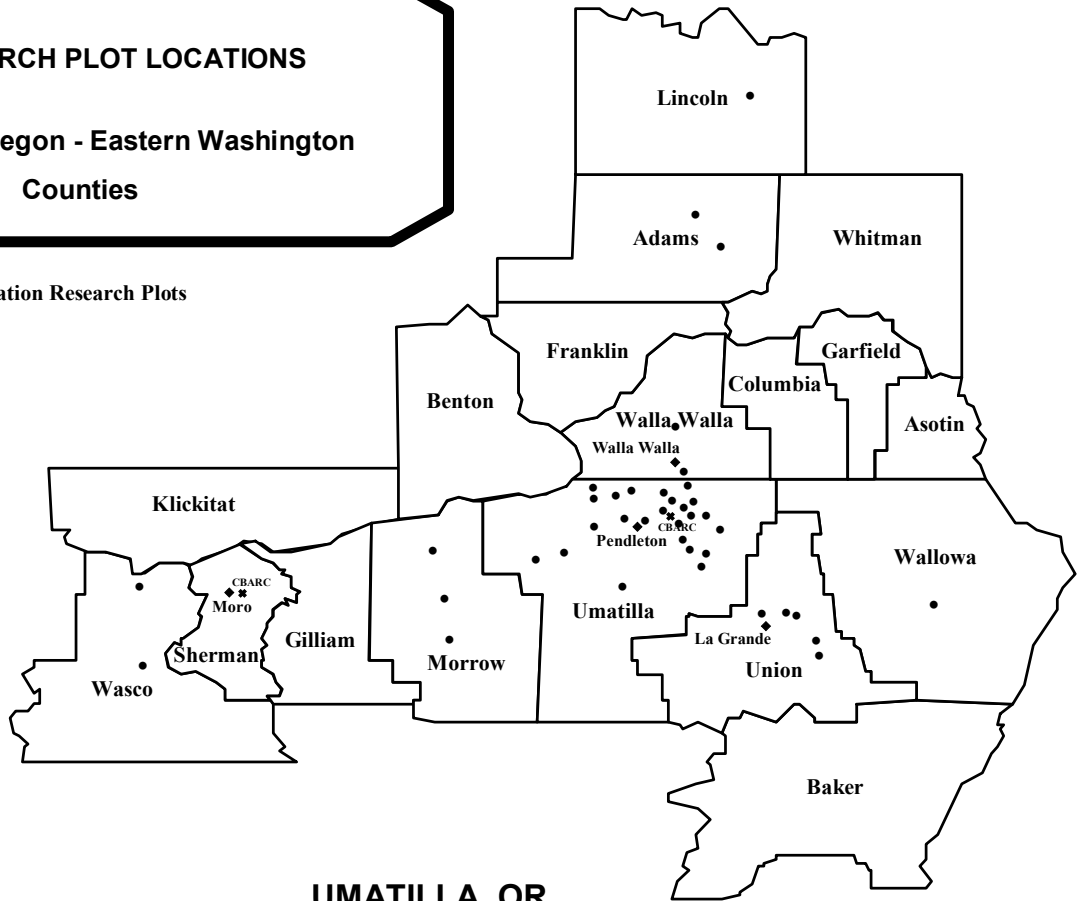 RCH PLOT LOCATIONS
egon - Eastern Washington
Counties
ation Research Plots
Lincoln
Adams
Whitman
Franklin
Garfield
Columbia
Benton
Walla Walla
Asotin
Walla Walla
Klickitat
CBARC
Pendleton
Wallowa
CBARC
Moro
Umatilla
Gilliam
La Grande
Sherman
Morrow
Union
Wasco
Baker
UMATILLA, OR